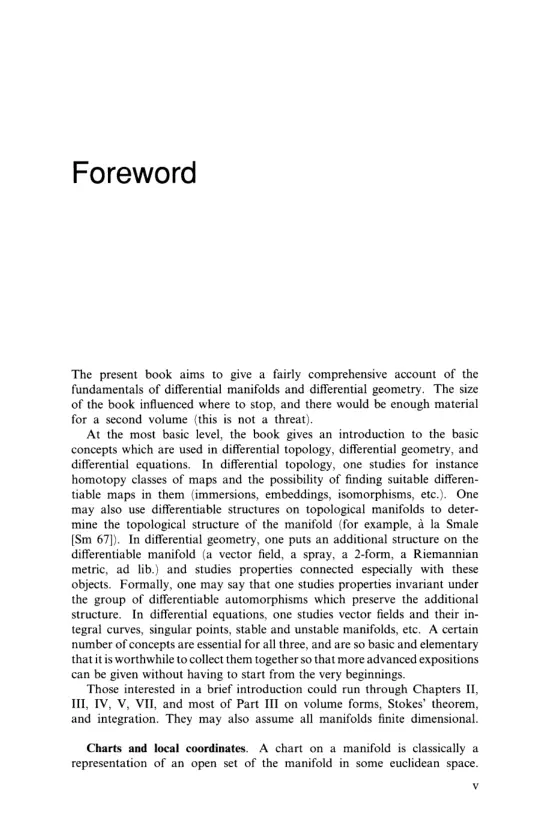 Foreword
The present book aims to give a fairly comprehensive account of the
fundamentals of differential manifolds and differential geometry. The size
of the book influenced where to stop, and there would be enough material
for a second volume (this is not a threat).
At the most basic level, the book gives an introduction to the basic
concepts which are used in differential topology, differential geometry, and
differential equations. In differential topology, one studies for instance
homotopy classes of maps and the possibility of finding suitable differen-
tiable maps in them (immersions, embeddings, isomorphisms, etc.). One
may also use differentiable structures on topological manifolds to deter-
mine the topological structure of the manifold (for example, à la Smale
[Sm 67]). In differential geometry, one puts an additional structure on the
differentiable manifold (a vector field, a spray, a 2-form, a Riemannian
metric, ad lib.) and studies properties connected especially with these
objects. Formally, one may say that one studies properties invariant under
the group of differentiable automorphisms which preserve the additional
structure. In differential equations, one studies vector fields and their in-
tegral curves, singular points, stable and unstable manifolds, etc. A certain
number of concepts are essential for all three, and are so basic and elementary
that it is worthwhile to collect them together so that more advanced expositions
can be given without having to start from the very beginnings.
Those interested in a brief introduction could run through Chapters II,
III, IV, V, VII, and most of Part III on volume forms, Stokes' theorem,
and integration. They may also assume all manifolds finite dimensional.
Charts and local coordinates. A chart on a manifold is classically a
representation of an open set of the manifold in some euclidean space.
v